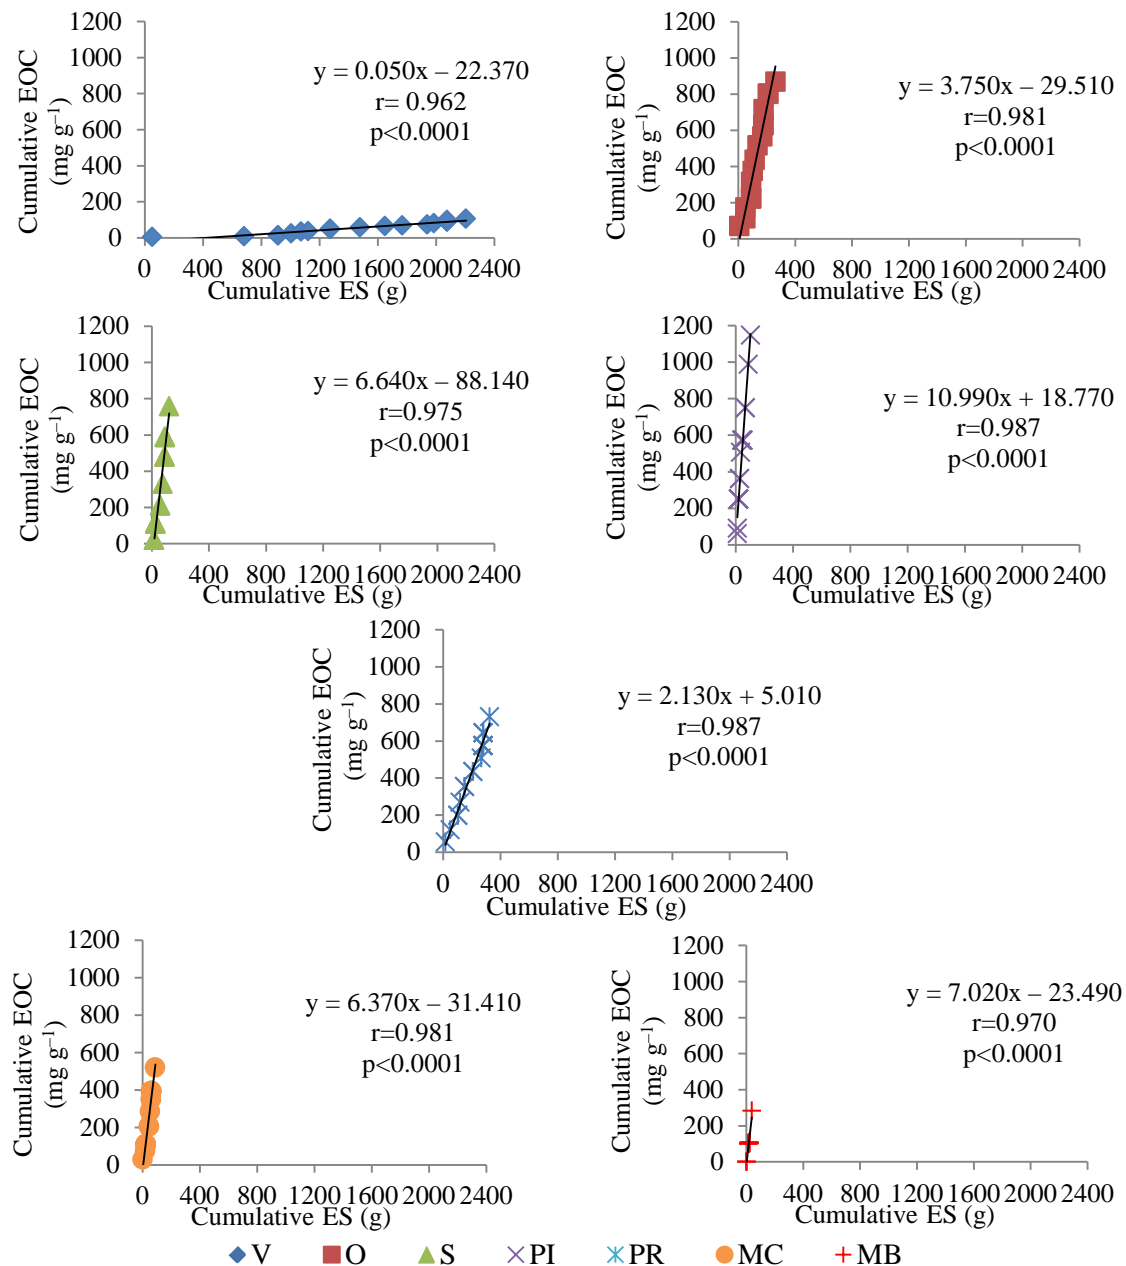 Cumulative EOC
(mg g⁻¹)
1200
1000
800
600
400
200
0
y = 0.050x – 22.370
r= 0.962
p<0.0001
0 400 800 1200 1600 2000 2400
Cumulative ES (g)
Cumulative EOC
(mg g⁻¹)
1200
1000
800
600
400
200
0
y = 3.750x – 29.510
r=0.981
p<0.0001
0 400 800 1200 1600 2000 2400
Cumulative ES (g)
Cumulative EOC
(mg g⁻¹)
1200
1000
800
600
400
200
0
y = 6.640x – 88.140
r=0.975
p<0.0001
0 400 800 1200 1600 2000 2400
Cumulative ES (g)
Cumulative EOC
(mg g⁻¹)
1200
1000
800
600
400
200
0
y = 10.990x + 18.770
r=0.987
p<0.0001
0 400 800 1200 1600 2000 2400
Cumulative ES (g)
Cumulative EOC
(mg g⁻¹)
1200
1000
800
600
400
200
0
y = 2.130x + 5.010
r=0.987
p<0.0001
0 400 800 1200 1600 2000 2400
Cumulative ES (g)
Cumulative EOC
(mg g⁻¹)
1200
1000
800
600
400
200
0
y = 6.370x – 31.410
r=0.981
p<0.0001
0 400 800 1200 1600 2000 2400
Cumulative ES (g)
Cumulative EOC
(mg g⁻¹)
1200
1000
800
600
400
200
0
y = 7.020x – 23.490
r=0.970
p<0.0001
0 400 800 1200 1600 2000 2400
Cumulative ES (g)
V O S PI PR MC MB